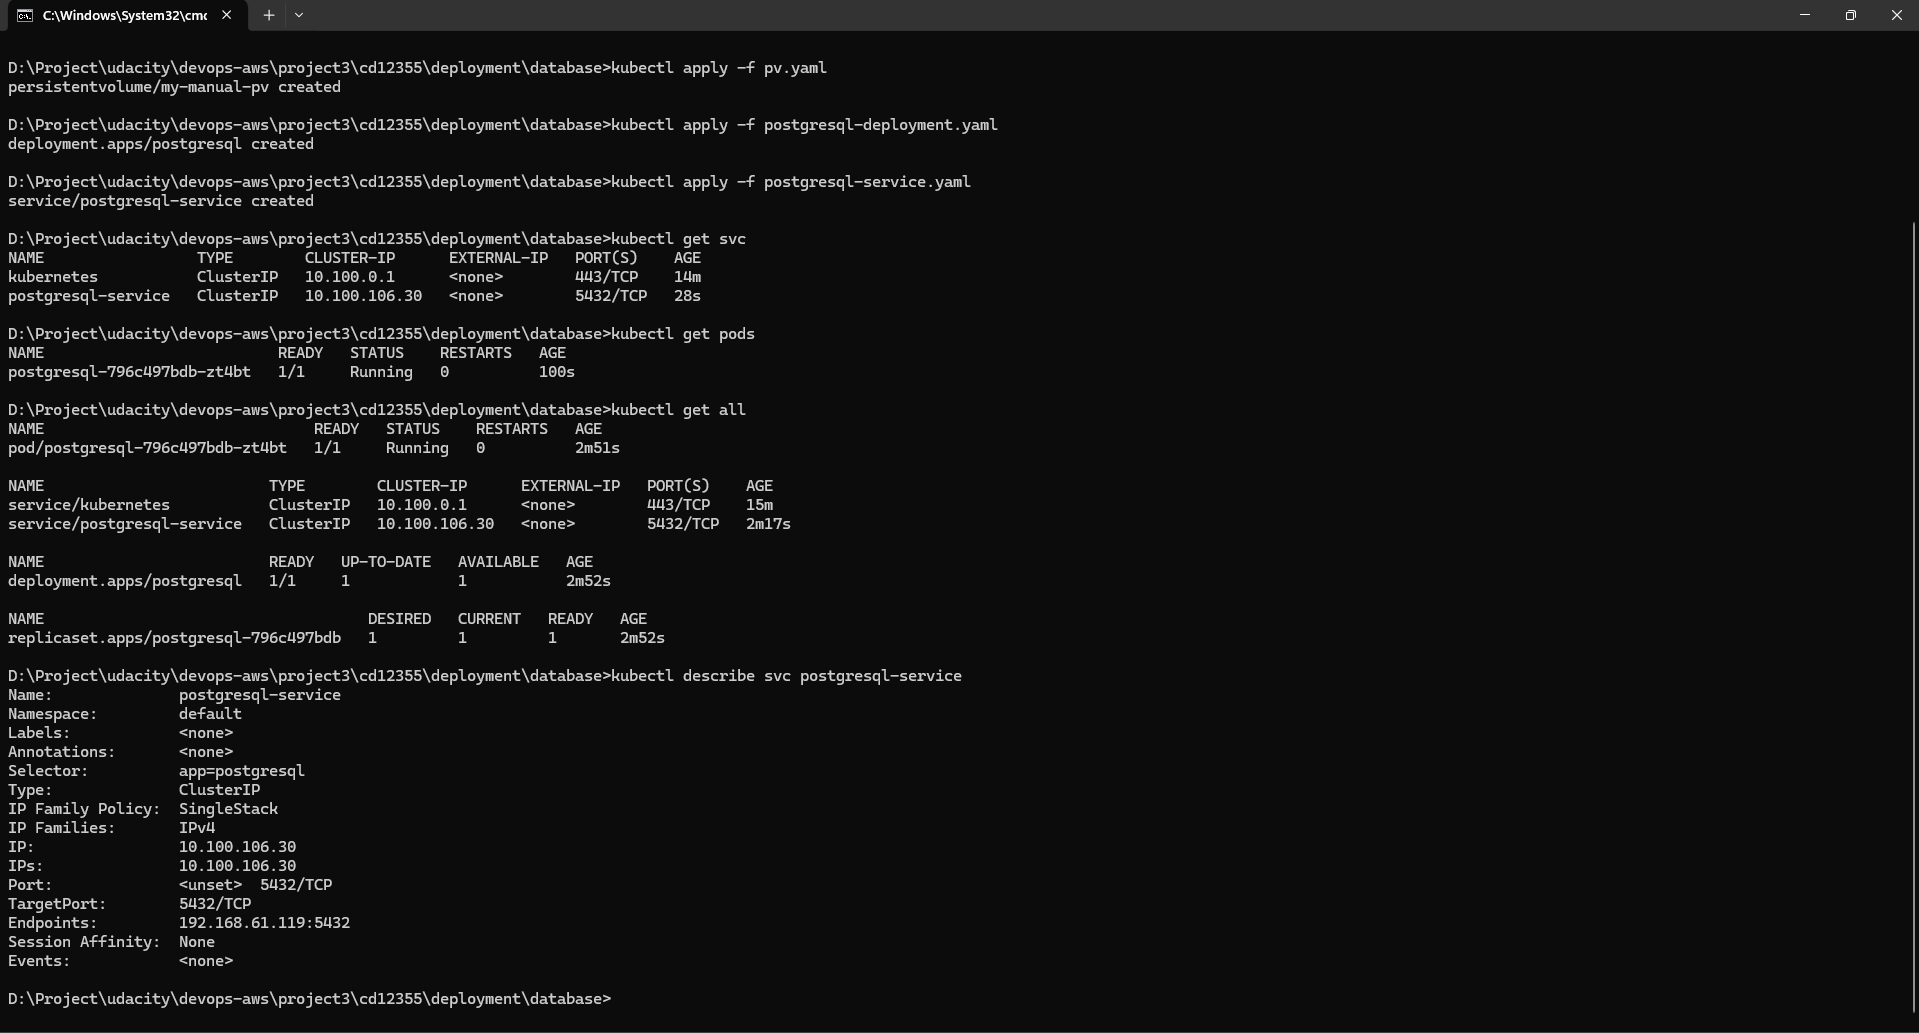 C:\Windows\System32\cmc
D:\Project\udacity\devops-aws\project3\cd12355\deployment\database>kubectl apply -f pv.yaml
persistentvolume/my-manual-pv created
D:\Project\udacity\devops-aws\project3\cd12355\deployment\database>kubectl apply -f postgresql-deployment.yaml
deployment.apps/postgresql created
D:\Project\udacity\devops-aws\project3\cd12355\deployment\database>kubectl apply -f postgresql-service.yaml
service/postgresql-service created
D:\Project\udacity\devops-aws\project3\cd12355\deployment\database>kubectl get svc
NAME                 TYPE        CLUSTER-IP      EXTERNAL-IP   PORT(S)    AGE
kubernetes           ClusterIP   10.100.0.1      <none>        443/TCP    14m
postgresql-service   ClusterIP   10.100.106.30   <none>        5432/TCP   28s
D:\Project\udacity\devops-aws\project3\cd12355\deployment\database>kubectl get pods
NAME                          READY   STATUS    RESTARTS   AGE
postgresql-796c497bdb-zt4bt   1/1     Running   0          100s
D:\Project\udacity\devops-aws\project3\cd12355\deployment\database>kubectl get all
NAME                              READY   STATUS    RESTARTS   AGE
pod/postgresql-796c497bdb-zt4bt   1/1     Running   0          2m51s
NAME                         TYPE        CLUSTER-IP      EXTERNAL-IP   PORT(S)    AGE
service/kubernetes           ClusterIP   10.100.0.1      <none>        443/TCP    15m
service/postgresql-service   ClusterIP   10.100.106.30   <none>        5432/TCP   2m17s
NAME                         READY   UP-TO-DATE   AVAILABLE   AGE
deployment.apps/postgresql   1/1     1            1           2m52s
NAME                                    DESIRED   CURRENT   READY   AGE
replicaset.apps/postgresql-796c497bdb   1         1         1       2m52s
D:\Project\udacity\devops-aws\project3\cd12355\deployment\database>kubectl describe svc postgresql-service
Name:              postgresql-service
Namespace:         default
Labels:            <none>
Annotations:       <none>
Selector:          app=postgresql
Type:              ClusterIP
IP Family Policy:  SingleStack
IP Families:       IPv4
IP:                10.100.106.30
IPs:               10.100.106.30
Port:              <unset>  5432/TCP
TargetPort:        5432/TCP
Endpoints:         192.168.61.119:5432
Session Affinity:  None
Events:            <none>
D:\Project\udacity\devops-aws\project3\cd12355\deployment\database>